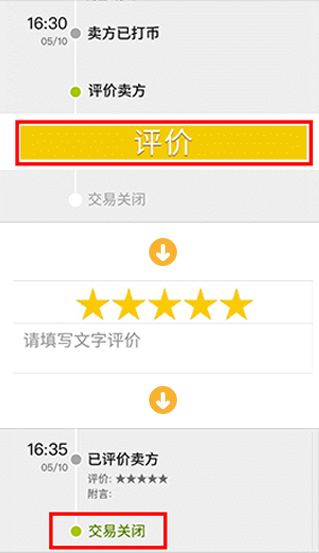 16:30
05/10
卖方已打币
评价卖方
评价
交易关闭
请填写文字评价
16:35
05/10
已评价卖方
评价: ★★★★★
附言:
交易关闭